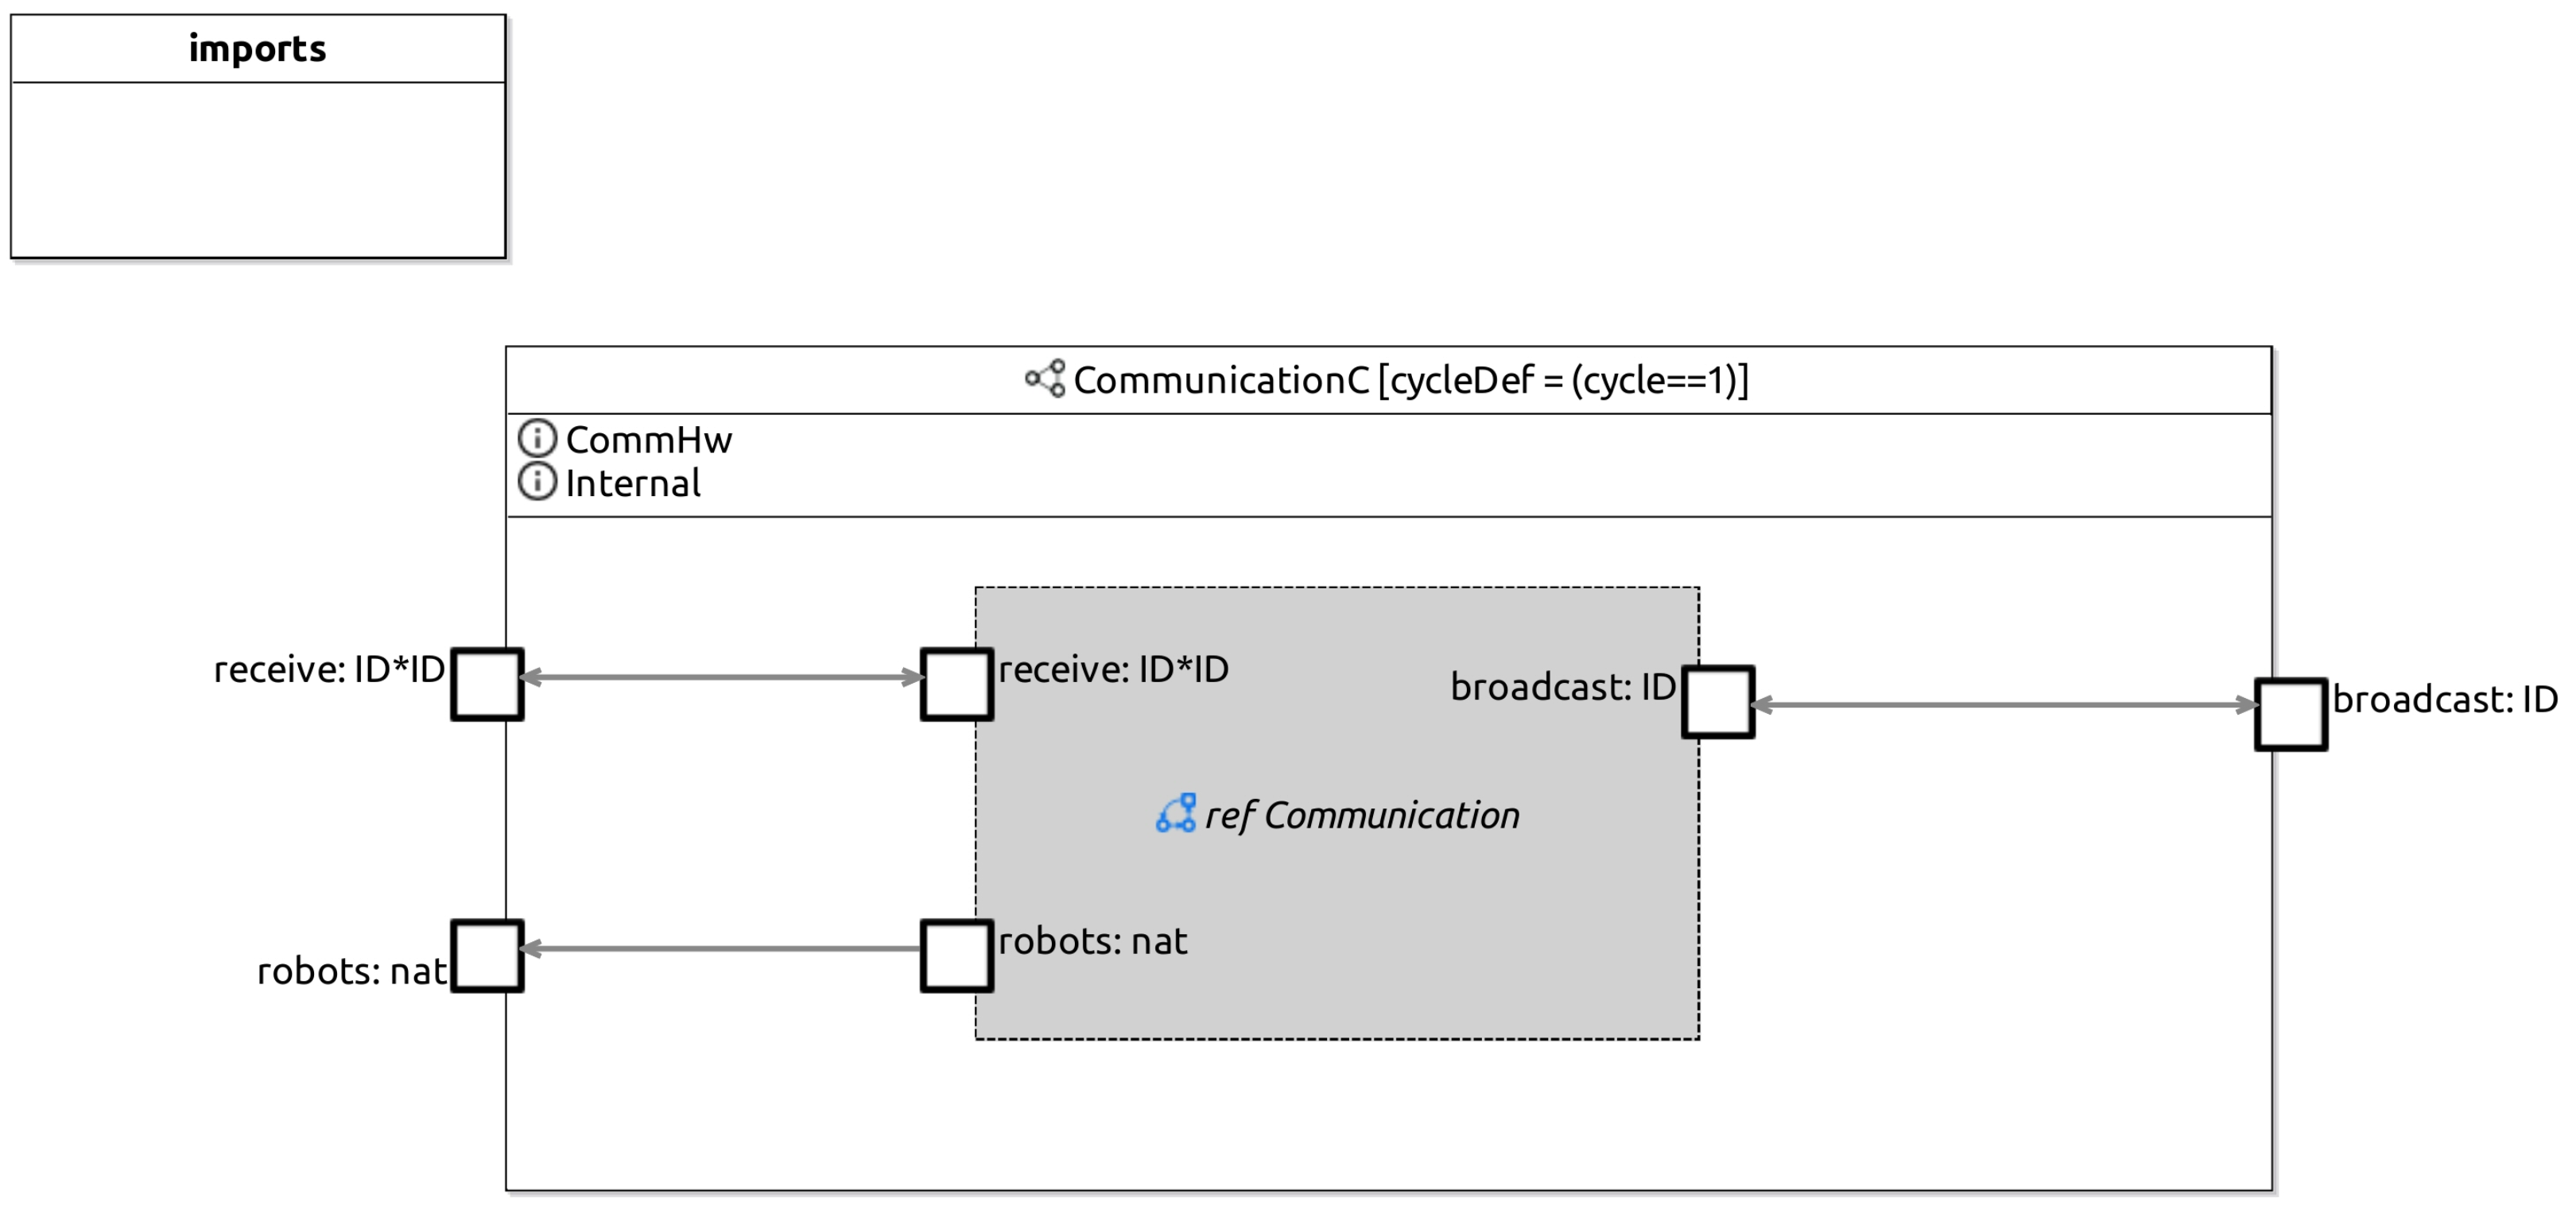 imports
CommunicationC [cycleDef = (cycle==1)]
CommHw
Internal
receive: ID*ID
receive: ID*ID
broadcast: ID
broadcast: ID
ref Communication
robots: nat
robots: nat